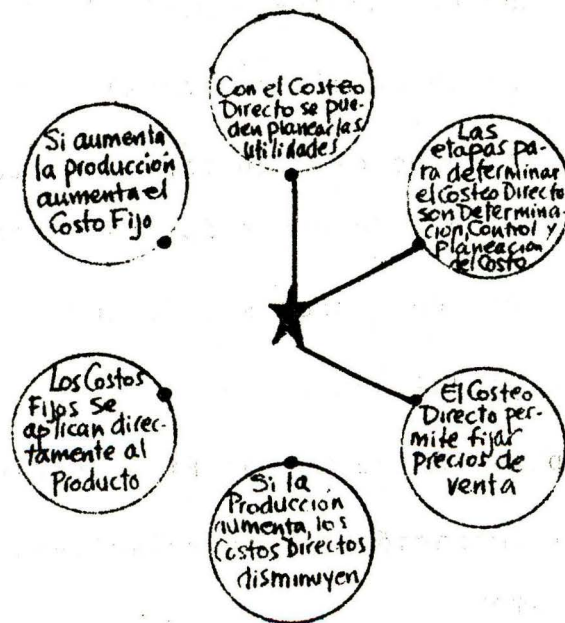 Con el Costeo
Directo se pue-
den planear las
Utilidades
Si aumenta
la producción
aumenta el
Costo Fijo
Las
etapas pa-
ra determinar
el Costeo Directo
son Determina-
ción, Control y
Planeación
del Costo
Los Costos
Fijos se
aplican direc-
tamente al
Producto
El Costeo
Directo per-
mite fijar
precios de
venta
Si la
Producción
aumenta, los
Costos Directos
disminuyen